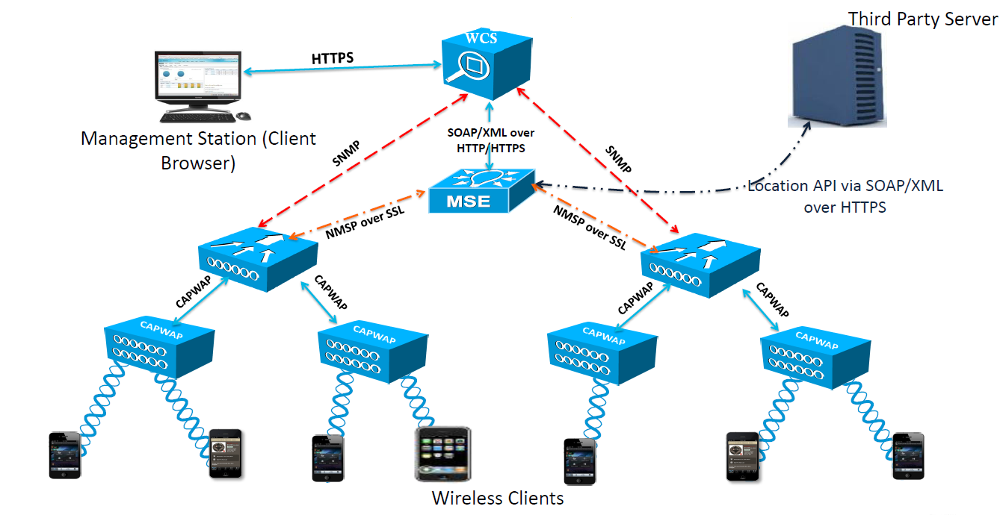 Third Party Server
WCS
HTTPS
Management Station (Client
Browser)
SOAP/XML over
HTTP/HTTPS
SNMP
SNMP
MSE
Location API via SOAP/XML
over HTTPS
NMSP over SSL
NMSP over SSL
CAPWAP
CAPWAP
CAPWAP
CAPWAP
CAPWAP
CAPWAP
CAPWAP
CAPWAP
Wireless Clients